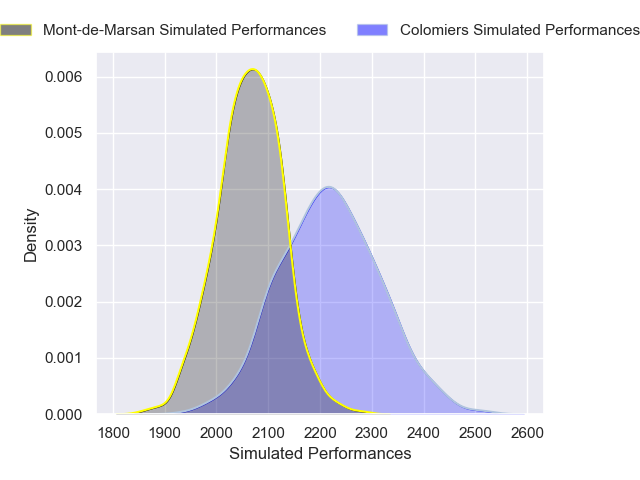 Mont-de-Marsan Simulated Performances
Colomiers Simulated Performances
0.006
0.005
0.004
0.003
0.002
0.001
0.000
Density
1800 1900 2000 2100 2200 2300 2400 2500 2600
Simulated Performances